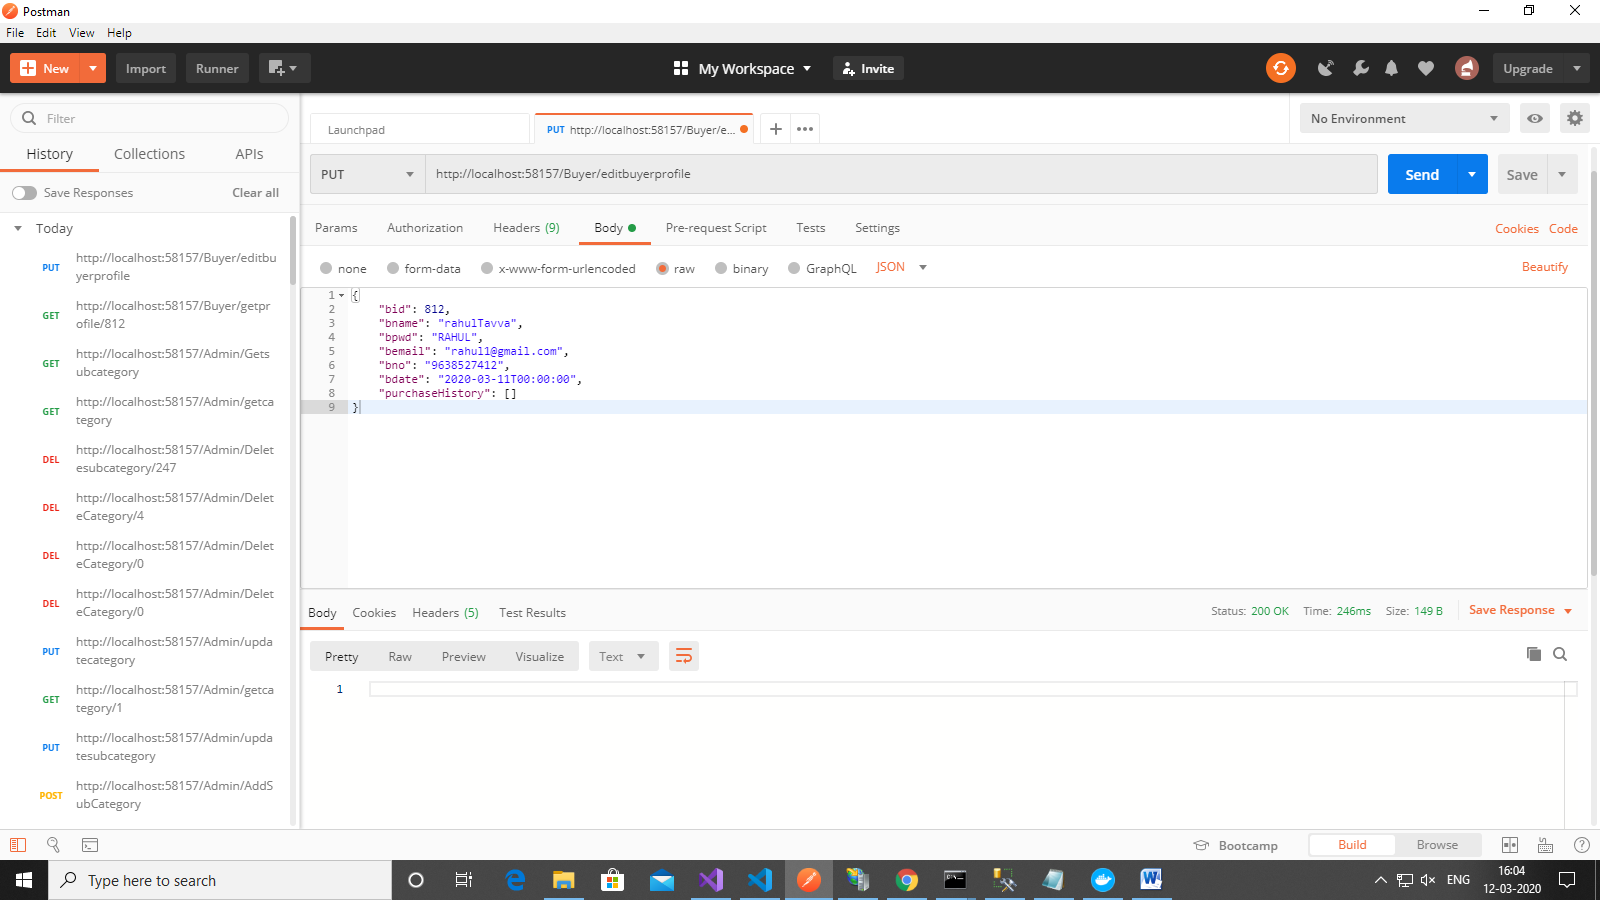 Postman
File Edit View Help
New Import Runner My Workspace Invite Upgrade
Filter
History Collections APIs
Save Responses Clear all
Today
PUT http://localhost:58157/Buyer/editbu
yerprofile
GET http://localhost:58157/Buyer/getpr
ofile/812
GET http://localhost:58157/Admin/Gets
ubcategory
GET http://localhost:58157/Admin/getca
tegory
DEL http://localhost:58157/Admin/Delet
esubcategory/247
DEL http://localhost:58157/Admin/Delet
eCategory/4
DEL http://localhost:58157/Admin/Delet
eCategory/0
DEL http://localhost:58157/Admin/Delet
eCategory/0
PUT http://localhost:58157/Admin/upda
tecategory
GET http://localhost:58157/Admin/getca
tegory/1
PUT http://localhost:58157/Admin/upda
tesubcategory
POST http://localhost:58157/Admin/AddS
ubCategory
Launchpad PUT http://localhost:58157/Buyer/e... + •••
No Environment
PUT http://localhost:58157/Buyer/editbuyerprofile Send Save
Params Authorization Headers (9) Body Pre-request Script Tests Settings Cookies Code
none form-data x-www-form-urlencoded raw binary GraphQL JSON Beautify
1 {
2 "bid": 812,
3 "bname": "rahulTavva",
4 "bpwd": "RAHUL",
5 "bemail": "rahul1@gmail.com",
6 "bno": "9638527412",
7 "bdate": "2020-03-11T00:00:00",
8 "purchaseHistory": []
9 }
Body Cookies Headers (5) Test Results Status: 200 OK Time: 246ms Size: 149 B Save Response
Pretty Raw Preview Visualize Text
1
Bootcamp Build Browse
Type here to search
ENG 16:04
12-03-2020